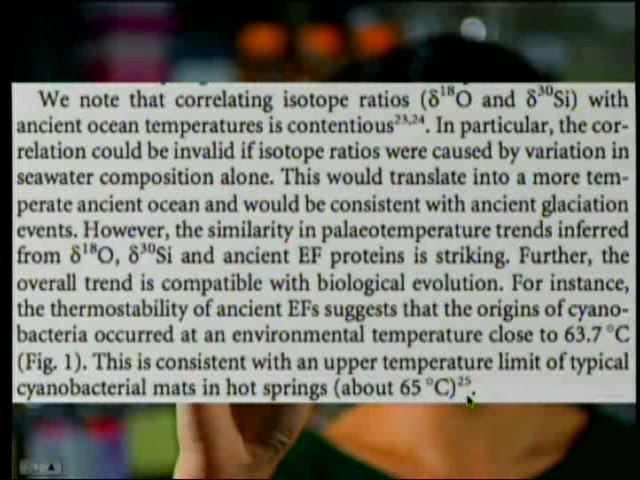 We note that correlating isotope ratios (δ¹⁸O and δ³⁰Si) with
ancient ocean temperatures is contentious²³,²⁴. In particular, the cor-
relation could be invalid if isotope ratios were caused by variation in
seawater composition alone. This would translate into a more tem-
perate ancient ocean and would be consistent with ancient glaciation
events. However, the similarity in palaeotemperature trends inferred
from δ¹⁸O, δ³⁰Si and ancient EF proteins is striking. Further, the
overall trend is compatible with biological evolution. For instance,
the thermostability of ancient EFs suggests that the origins of cyano-
bacteria occurred at an environmental temperature close to 63.7 °C
(Fig. 1). This is consistent with an upper temperature limit of typical
cyanobacterial mats in hot springs (about 65 °C)²⁵.